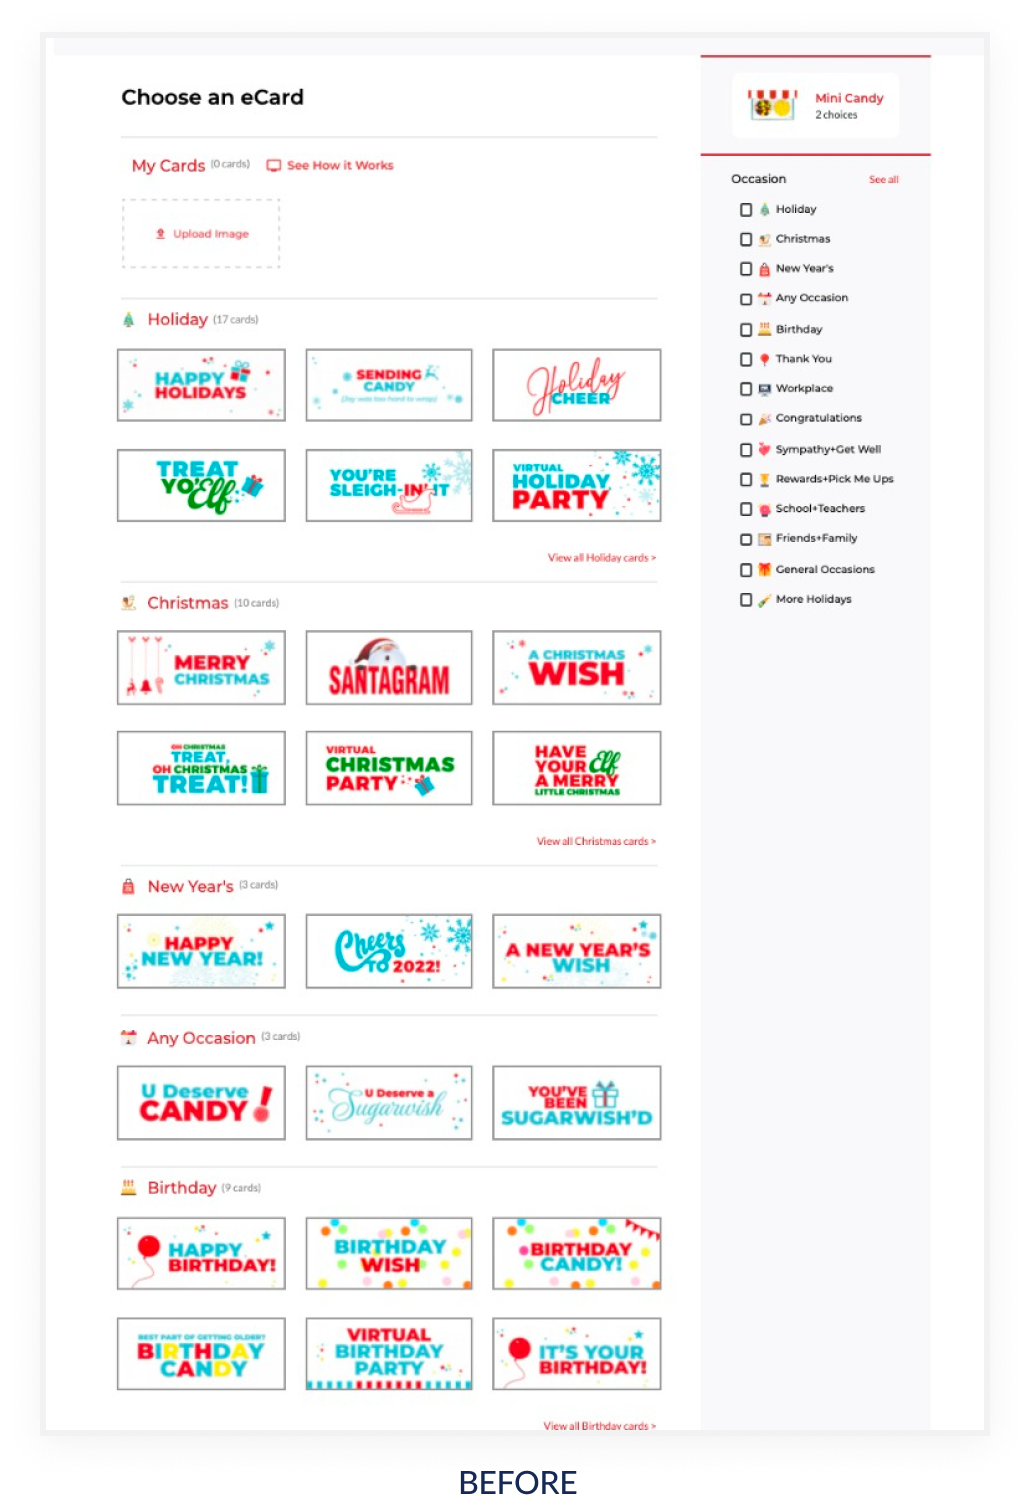 Choose an eCard
My Cards (0 cards) See How it Works
Upload Image
Holiday (17 cards)
HAPPY
HOLIDAYS
SENDING
CANDY
(Joy was too hard to wrap)
Holiday
CHEER
TREAT
YO' Elf
YOU'RE
SLEIGH-IN' IT
VIRTUAL
HOLIDAY
PARTY
View all Holiday cards >
Christmas (10 cards)
MERRY
CHRISTMAS
SANTAGRAM
A CHRISTMAS
WISH
OH CHRISTMAS
TREAT,
OH CHRISTMAS
TREAT!
VIRTUAL
CHRISTMAS
PARTY
HAVE
YOUR Elf
A MERRY
LITTLE CHRISTMAS
View all Christmas cards >
New Year's (3 cards)
HAPPY
NEW YEAR!
Cheers
TO 2022!
A NEW YEAR'S
WISH
Any Occasion (3 cards)
U Deserve
CANDY!
U Deserve a
Sugarwish
YOU'VE
BEEN
SUGARWISH'D
Birthday (9 cards)
HAPPY
BIRTHDAY!
BIRTHDAY
WISH
BIRTHDAY
CANDY!
BEST PART OF GETTING OLDER?
BIRTHDAY
CANDY
VIRTUAL
BIRTHDAY
PARTY
IT'S YOUR
BIRTHDAY!
View all Birthday cards >
Mini Candy
2 choices
Occasion See all
Holiday
Christmas
New Year's
Any Occasion
Birthday
Thank You
Workplace
Congratulations
Sympathy+Get Well
Rewards+Pick Me Ups
School+Teachers
Friends+Family
General Occasions
More Holidays
BEFORE